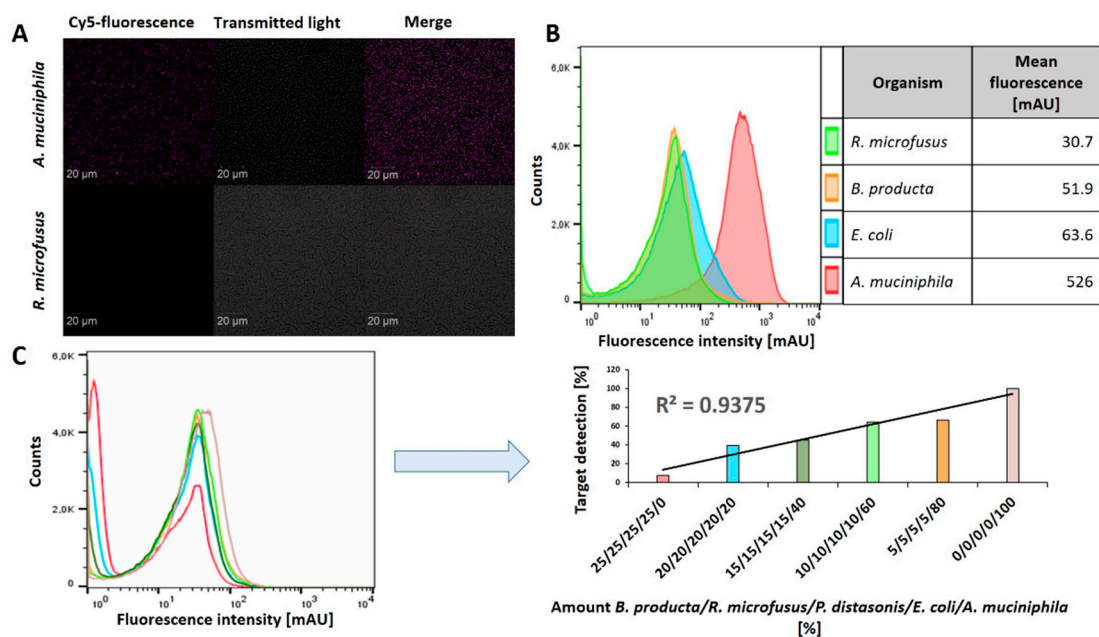 A
Cy5-fluorescence Transmitted light Merge
A. muciniphila
20 µm 20 µm 20 µm
R. microfusus
20 µm 20 µm 20 µm
B
6,0K
4,0K
2,0K
0
Counts
10⁰ 10¹ 10² 10³ 10⁴
Fluorescence intensity [mAU]
Organism Mean fluorescence [mAU]
R. microfusus 30.7
B. producta 51.9
E. coli 63.6
A. muciniphila 526
C
6,0K
4,0K
2,0K
0
Counts
10⁰ 10¹ 10² 10³ 10⁴
Fluorescence intensity [mAU]
Target detection [%]
120
100
80
60
40
20
0
R² = 0.9375
25/25/25/25/0
20/20/20/20/20
15/15/15/15/40
10/10/10/10/60
5/5/5/5/80
0/0/0/0/100
Amount B. producta/R. microfusus/P. distasonis/E. coli/A. muciniphila
[%]